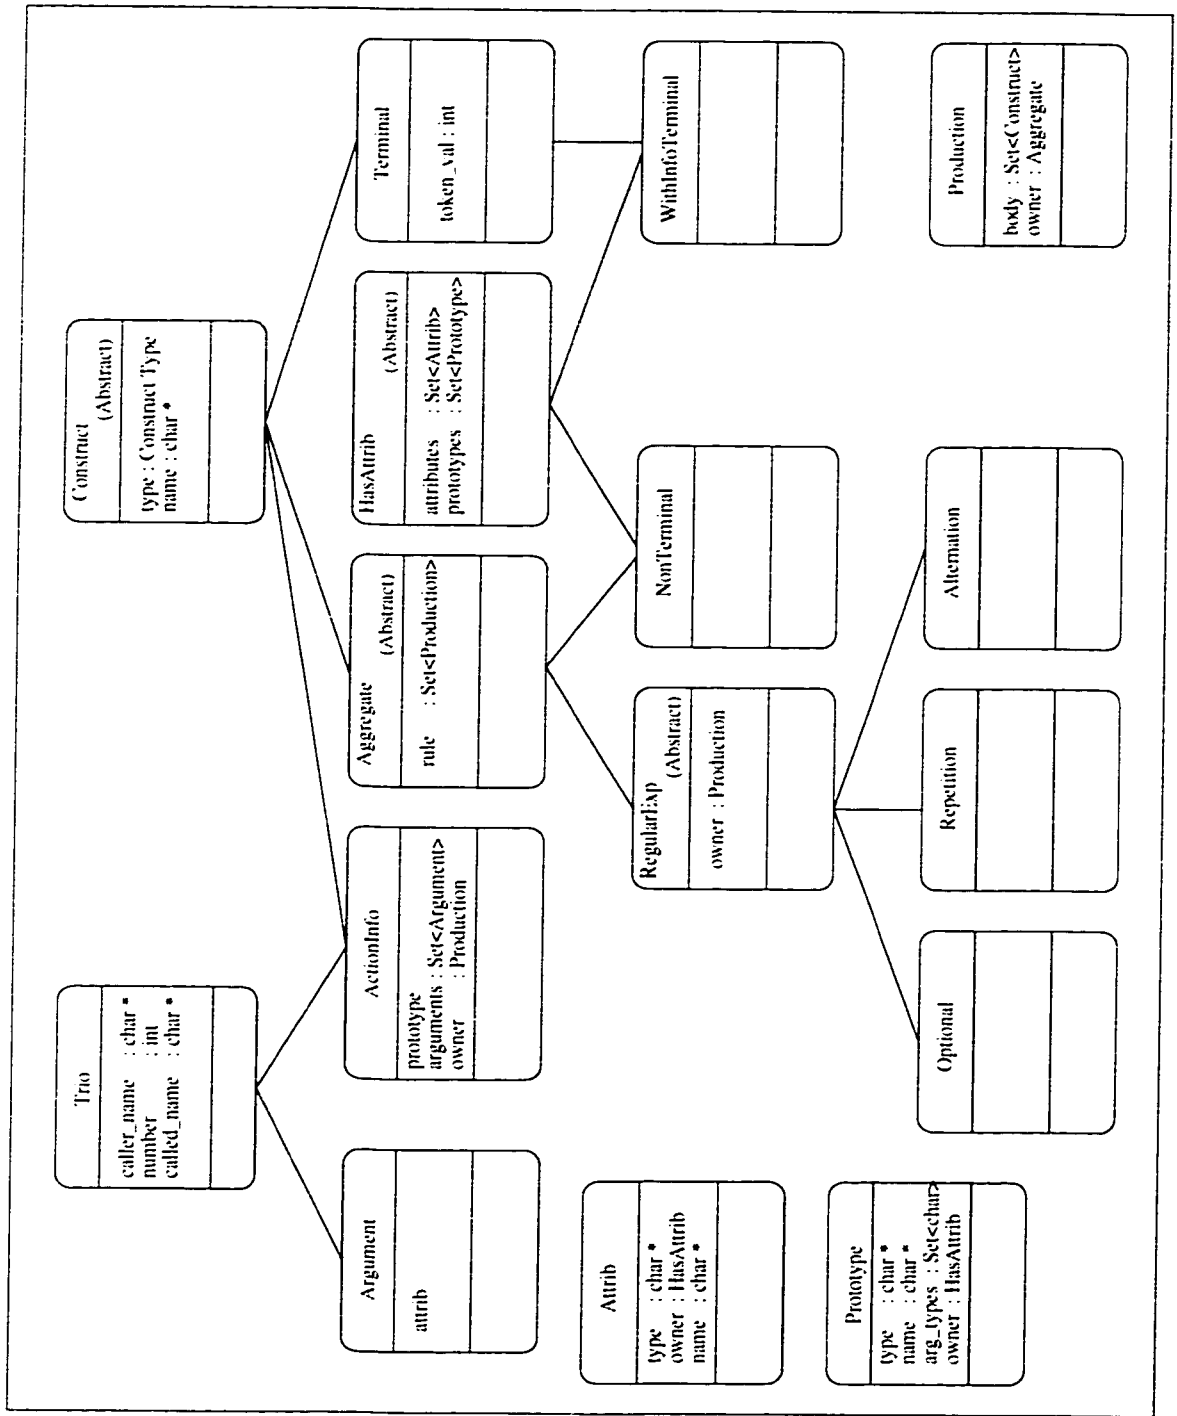 Trio
caller_name : char *
number : int
called_name : char *
Construct
(Abstract)
type : Construct Type
name : char *
Argument
attrib
ActionInfo
prototype
arguments : Set<Argument>
owner : Production
Aggregate
(Abstract)
rule : Set<Production>
HasAttrib
(Abstract)
attributes : Set<Attrib>
prototypes : Set<Prototype>
Terminal
token_val : int
Attrib
type : char *
owner : HasAttrib
name : char *
RegularExp
(Abstract)
owner : Production
NonTerminal
WithInfoTerminal
Prototype
type : char *
name : char *
arg_types : Set<char>
owner : HasAttrib
Optional
Repetition
Alternation
Production
body : Set<Construct>
owner : Aggregate